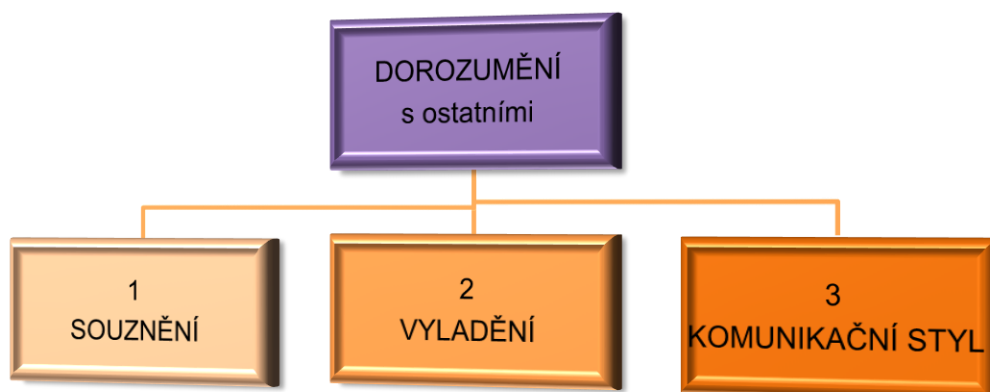 DOROZUMĚNÍ
s ostatními
1
SOUZNĚNÍ
2
VYLADĚNÍ
3
KOMUNIKAČNÍ STYL